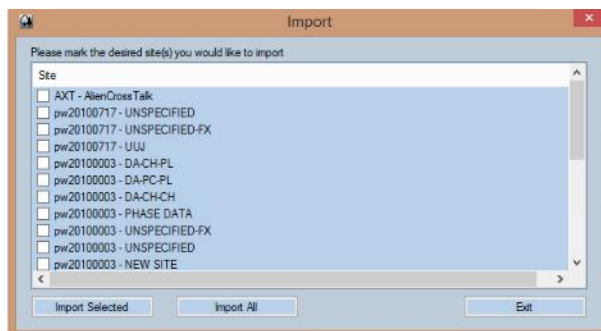 Import
Please mark the desired site(s) you would like to import
Site
AXT - AlienCrossTalk
pw20100717 - UNSPECIFIED
pw20100717 - UNSPECIFIED-FX
pw20100717 - UUJ
pw20100003 - DA-CH-PL
pw20100003 - DA-PC-PL
pw20100003 - DA-CH-CH
pw20100003 - PHASE DATA
pw20100003 - UNSPECIFIED-FX
pw20100003 - UNSPECIFIED
pw20100003 - NEW SITE
Import Selected Import All Exit